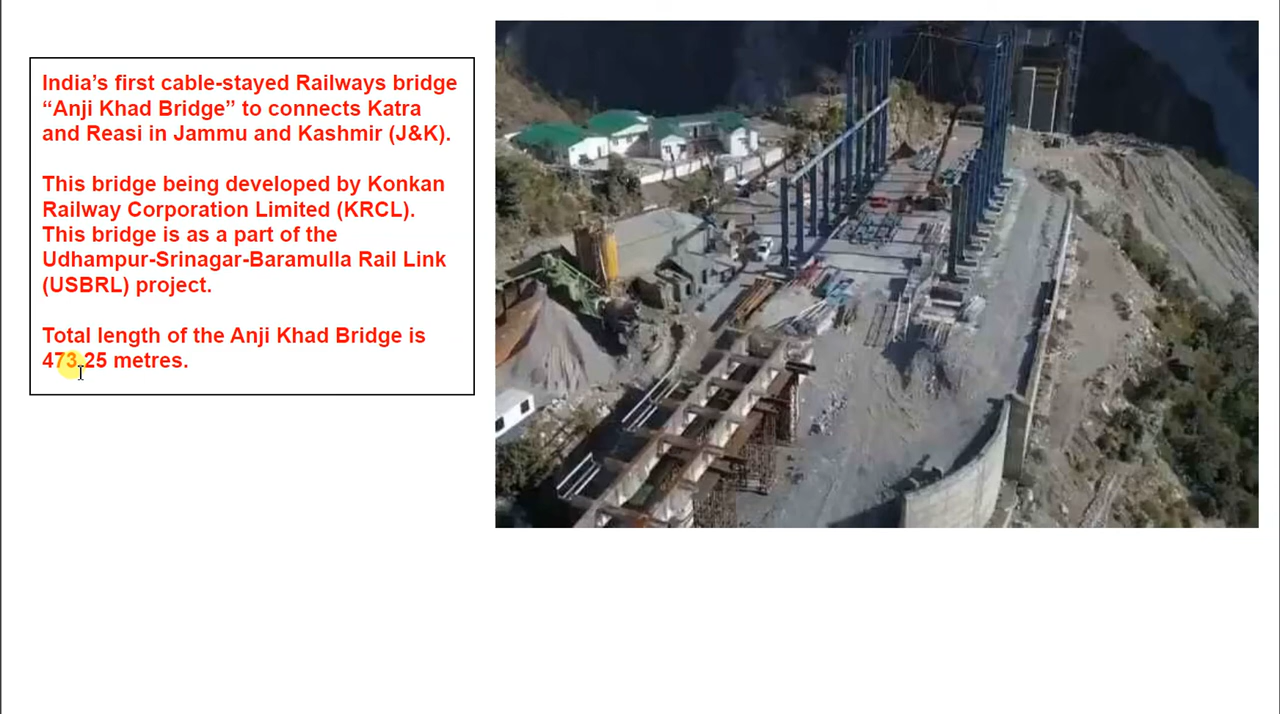 India’s first cable-stayed Railways bridge
“Anji Khad Bridge” to connects Katra
and Reasi in Jammu and Kashmir (J&K).
This bridge being developed by Konkan
Railway Corporation Limited (KRCL).
This bridge is as a part of the
Udhampur-Srinagar-Baramulla Rail Link
(USBRL) project.
Total length of the Anji Khad Bridge is
473.25 metres.